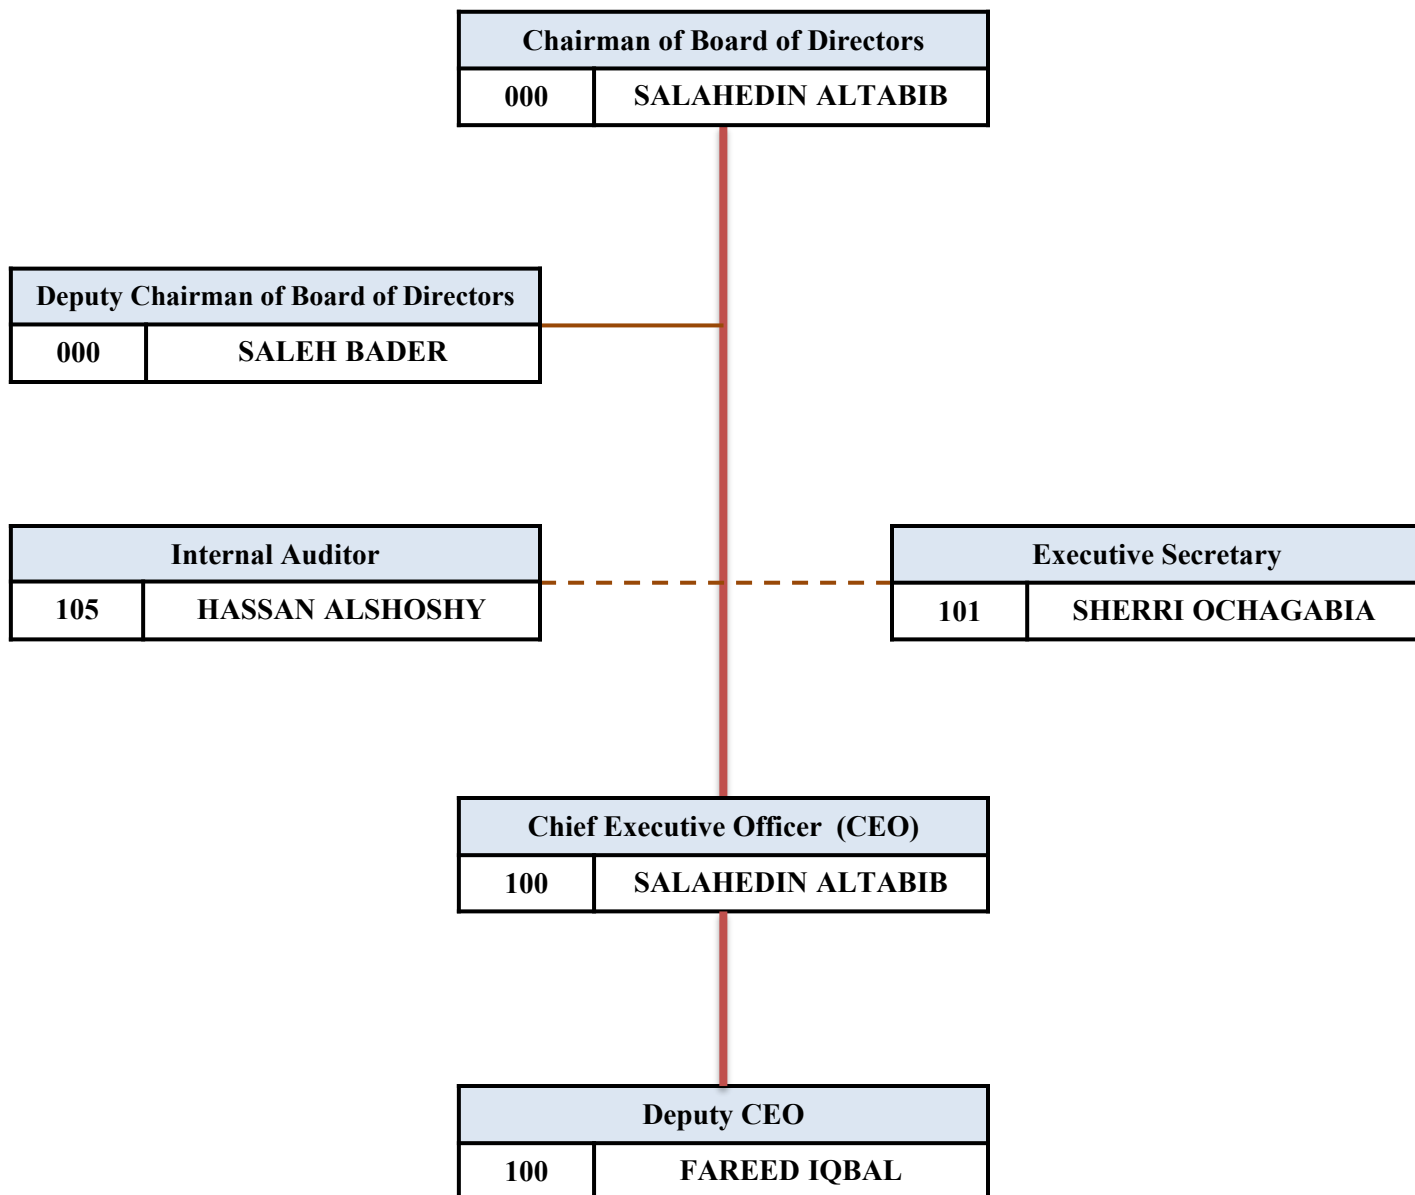 Chairman of Board of Directors
000 SALAHEDIN ALTABIB
Deputy Chairman of Board of Directors
000 SALEH BADER
Internal Auditor
105 HASSAN ALSHOSHY
Executive Secretary
101 SHERRI OCHAGABIA
Chief Executive Officer (CEO)
100 SALAHEDIN ALTABIB
Deputy CEO
100 FAREED IQBAL